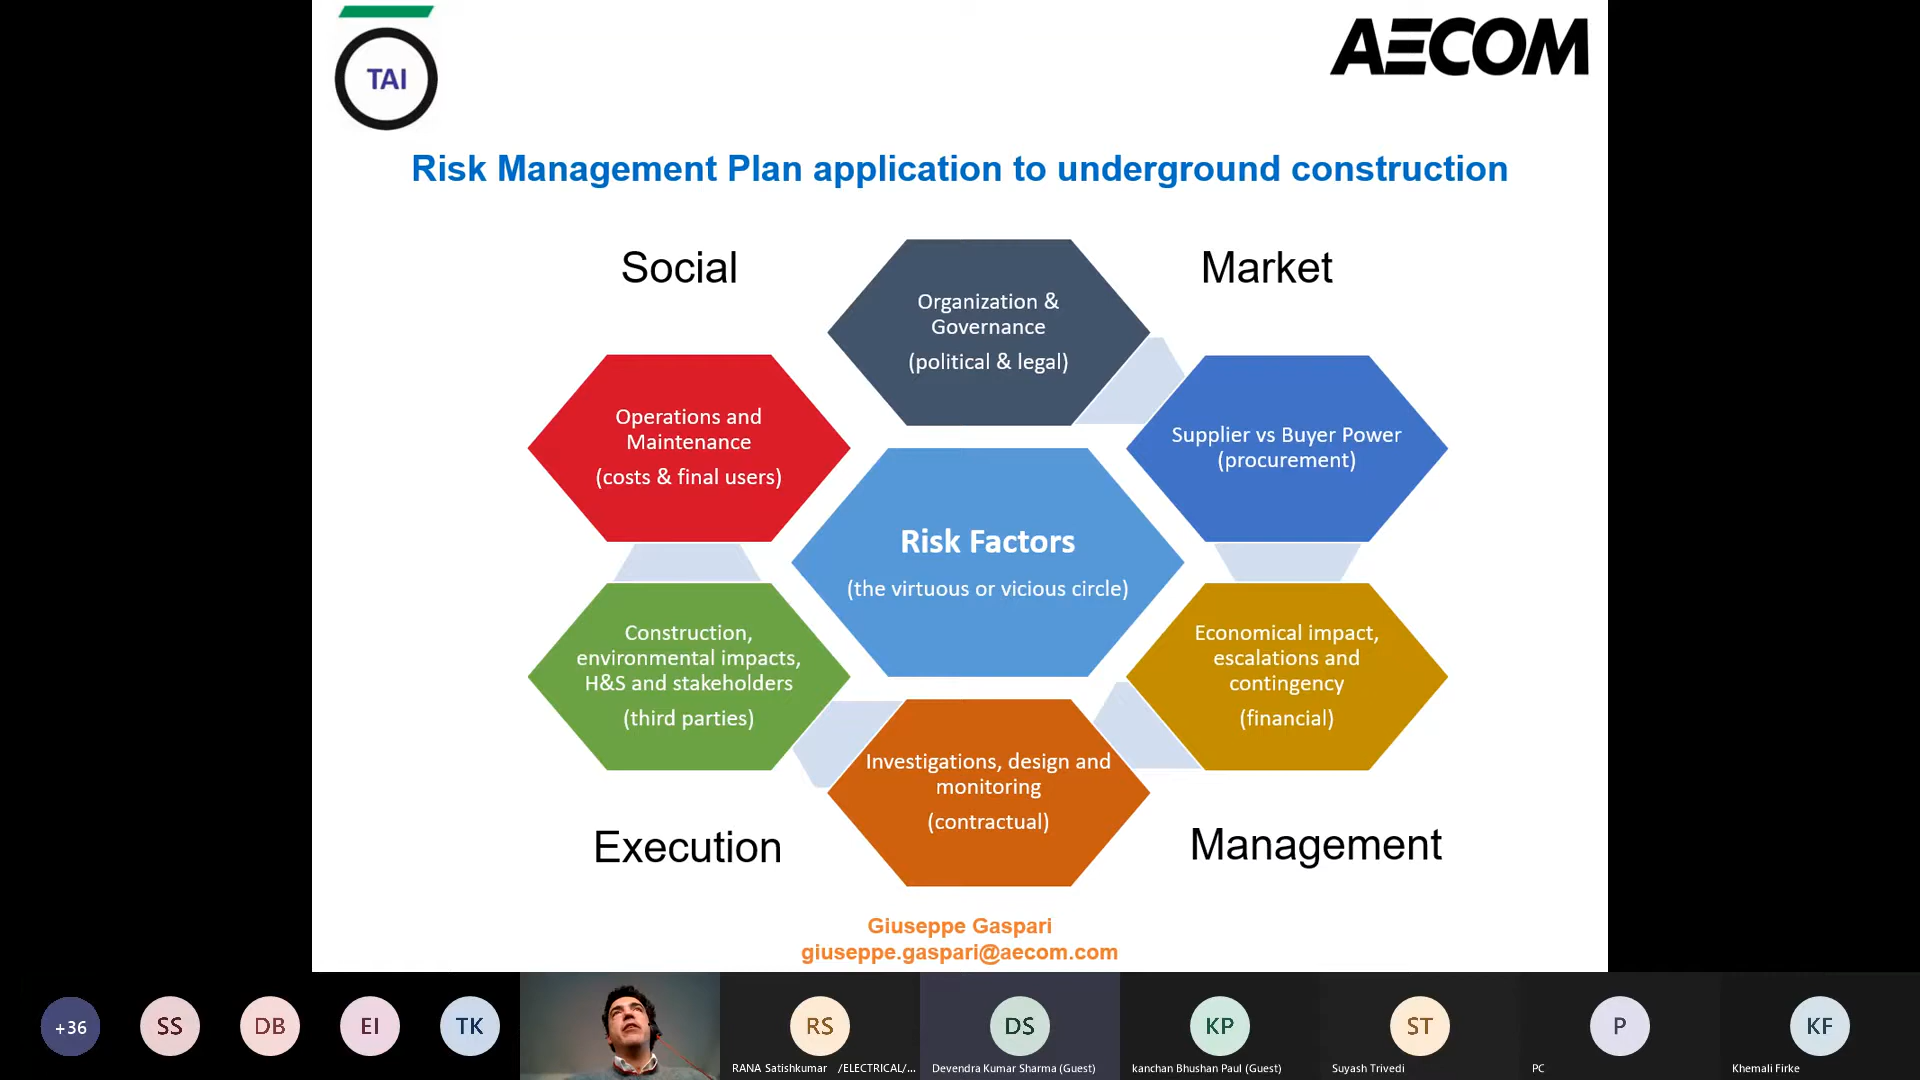 TAI
AECOM
Risk Management Plan application to underground construction
Social
Market
Organization &
Governance
(political & legal)
Operations and
Maintenance
(costs & final users)
Supplier vs Buyer Power
(procurement)
Risk Factors
(the virtuous or vicious circle)
Construction,
environmental impacts,
H&S and stakeholders
(third parties)
Economical impact,
escalations and
contingency
(financial)
Investigations, design and
monitoring
(contractual)
Execution
Management
Giuseppe Gaspari
giuseppe.gaspari@aecom.com
+36
SS
DB
EI
TK
RS
DS
KP
ST
P
KF
RANA Satishkumar /ELECTRICAL/...
Devendra Kumar Sharma (Guest)
kanchan Bhushan Paul (Guest)
Suyash Trivedi
PC
Khemali Firke